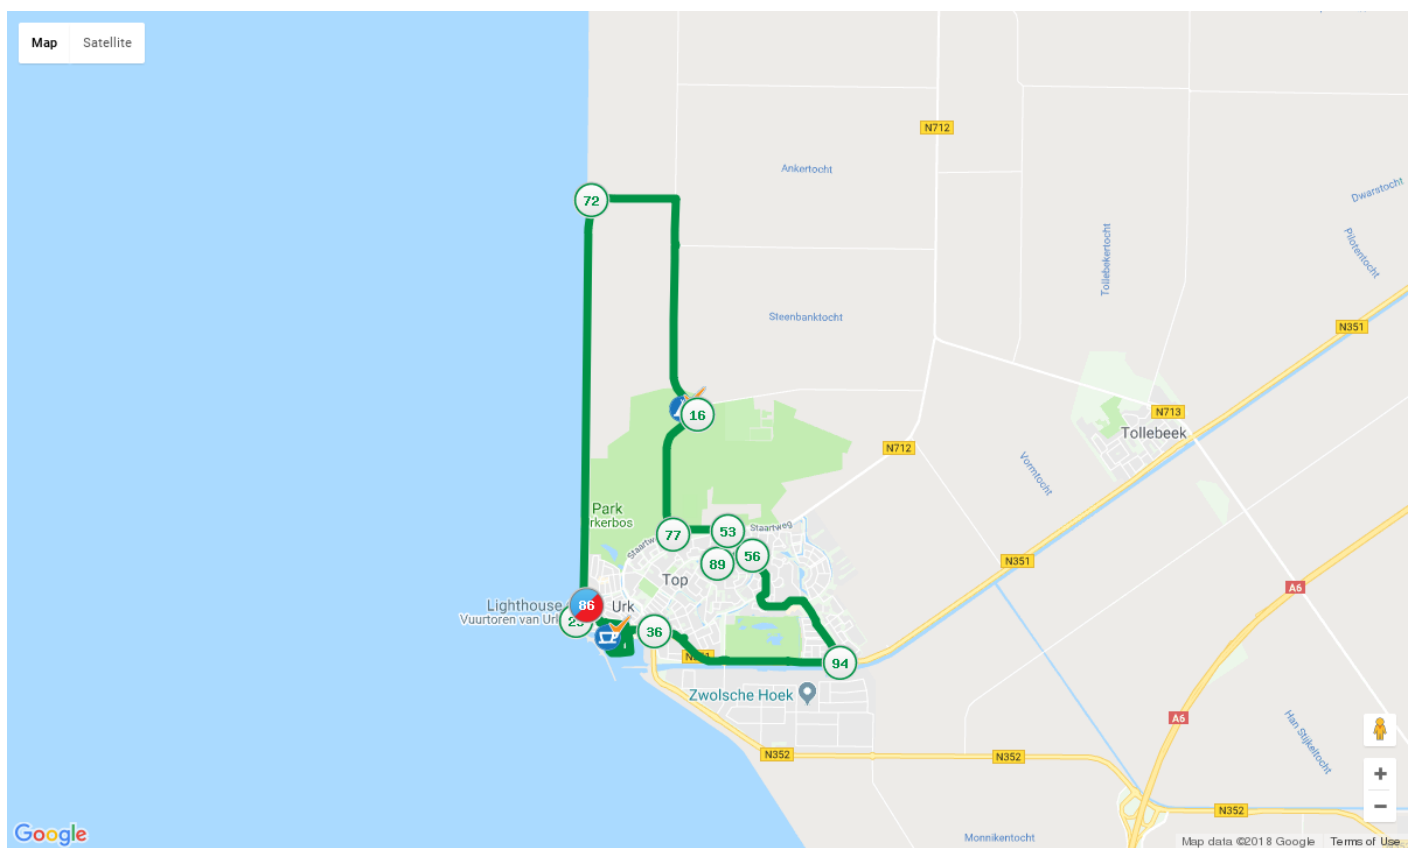 Map Satellite
N712
Ankertocht
Dwarstocht
72
Pilotentocht
Tollebekertocht
Steenbanktocht
N351
16
N713
Tollebeek
N712
Vormtocht
Park
77
53
Staartweg
56
89
N351
Top
A6
Lighthouse
86
Urk
Vuurtoren van Url
36
94
Zwolsche Hoek
A6
Han Stijkeltocht
N352
N352
N352
Monnikentocht
Google
Map data ©2018 Google Terms of Use